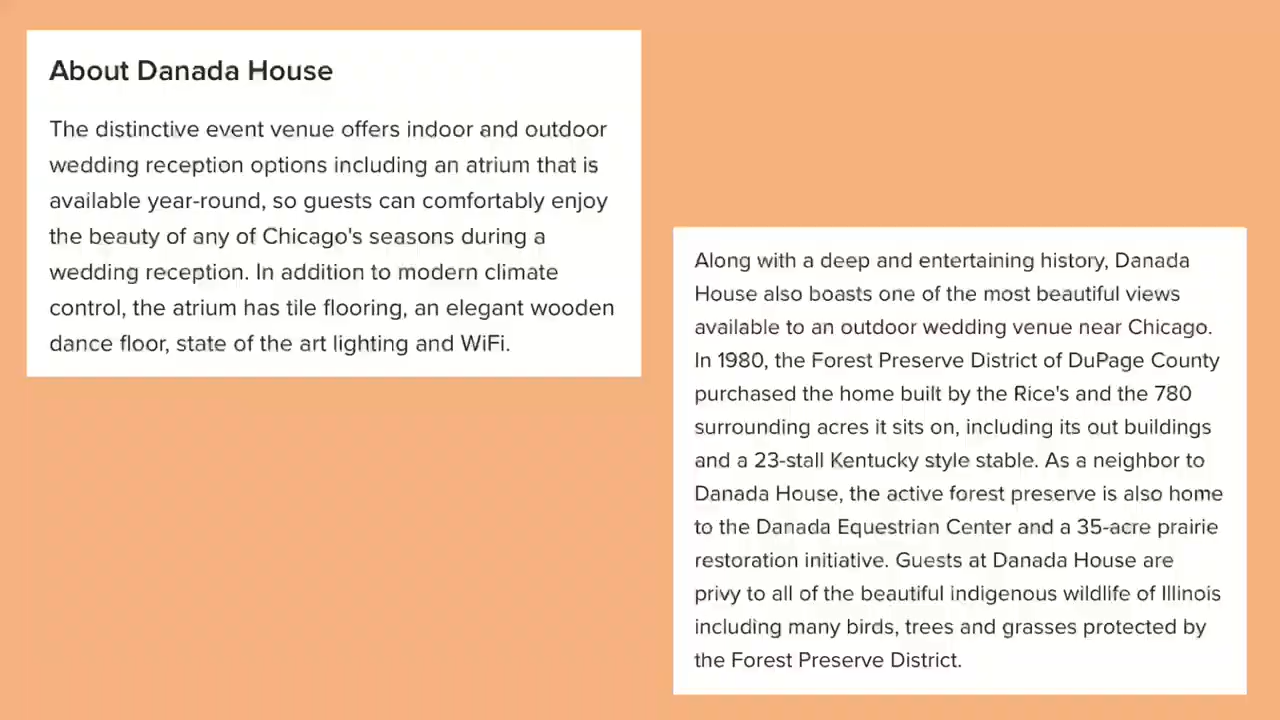 About Danada House
The distinctive event venue offers indoor and outdoor
wedding reception options including an atrium that is
available year-round, so guests can comfortably enjoy
the beauty of any of Chicago's seasons during a
wedding reception. In addition to modern climate
control, the atrium has tile flooring, an elegant wooden
dance floor, state of the art lighting and WiFi.
Along with a deep and entertaining history, Danada
House also boasts one of the most beautiful views
available to an outdoor wedding venue near Chicago.
In 1980, the Forest Preserve District of DuPage County
purchased the home built by the Rice's and the 780
surrounding acres it sits on, including its out buildings
and a 23-stall Kentucky style stable. As a neighbor to
Danada House, the active forest preserve is also home
to the Danada Equestrian Center and a 35-acre prairie
restoration initiative. Guests at Danada House are
privy to all of the beautiful indigenous wildlife of Illinois
including many birds, trees and grasses protected by
the Forest Preserve District.